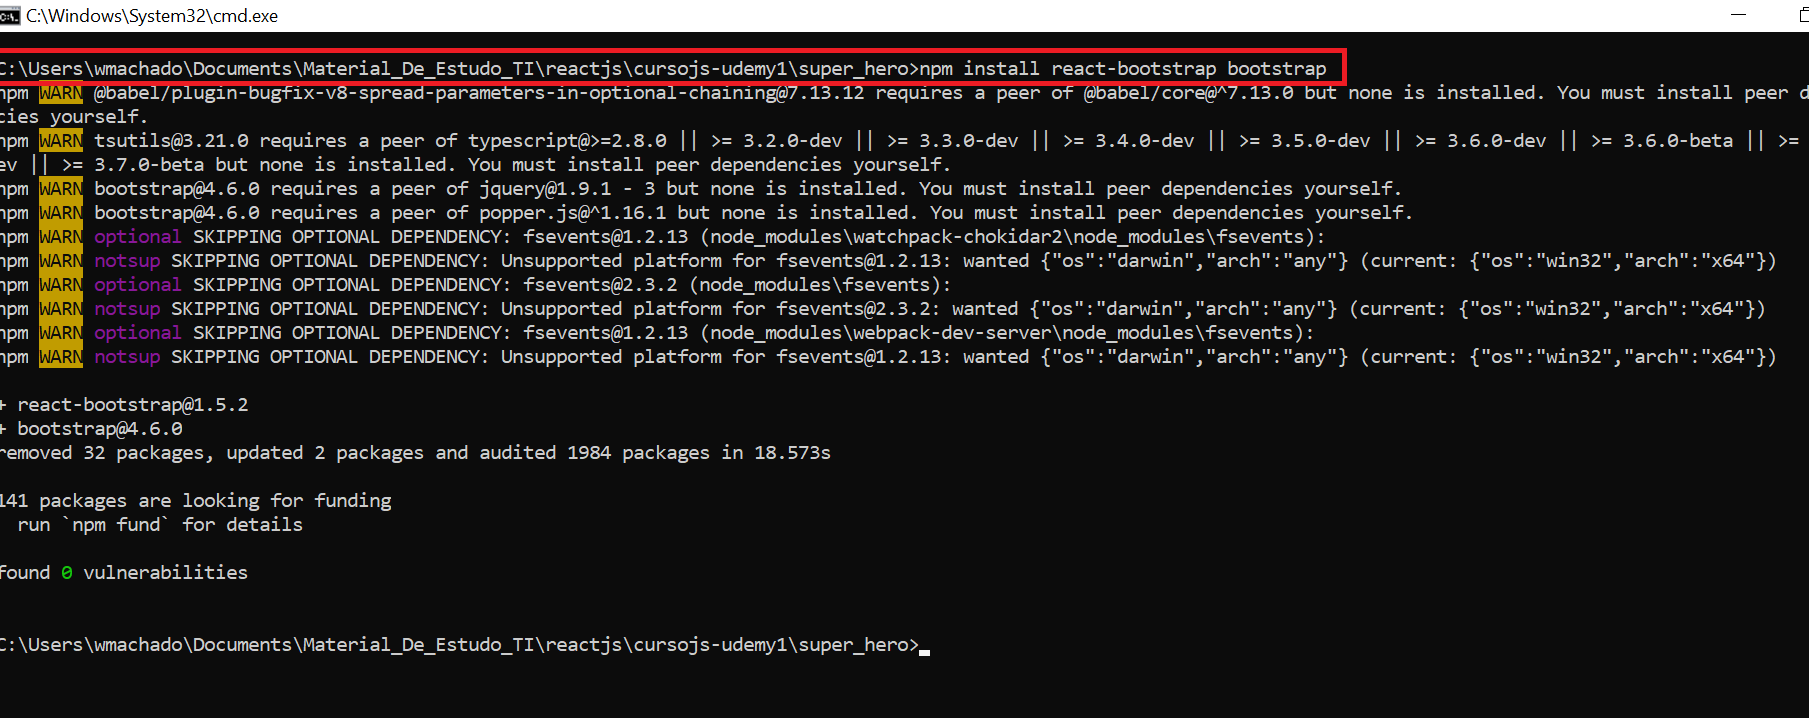 C:\Windows\System32\cmd.exe
C:\Users\wmachado\Documents\Material_De_Estudo_TI\reactjs\cursojs-udemy1\super_hero>npm install react-bootstrap bootstrap
npm WARN @babel/plugin-bugfix-v8-spread-parameters-in-optional-chaining@7.13.12 requires a peer of @babel/core@^7.13.0 but none is installed. You must install peer d
cies yourself.
npm WARN tsutils@3.21.0 requires a peer of typescript@>=2.8.0 || >= 3.2.0-dev || >= 3.3.0-dev || >= 3.4.0-dev || >= 3.5.0-dev || >= 3.6.0-dev || >= 3.6.0-beta || >=
ev || >= 3.7.0-beta but none is installed. You must install peer dependencies yourself.
npm WARN bootstrap@4.6.0 requires a peer of jquery@1.9.1 - 3 but none is installed. You must install peer dependencies yourself.
npm WARN bootstrap@4.6.0 requires a peer of popper.js@^1.16.1 but none is installed. You must install peer dependencies yourself.
npm WARN optional SKIPPING OPTIONAL DEPENDENCY: fsevents@1.2.13 (node_modules\watchpack-chokidar2\node_modules\fsevents):
npm WARN notsup SKIPPING OPTIONAL DEPENDENCY: Unsupported platform for fsevents@1.2.13: wanted {"os":"darwin","arch":"any"} (current: {"os":"win32","arch":"x64"})
npm WARN optional SKIPPING OPTIONAL DEPENDENCY: fsevents@2.3.2 (node_modules\fsevents):
npm WARN notsup SKIPPING OPTIONAL DEPENDENCY: Unsupported platform for fsevents@2.3.2: wanted {"os":"darwin","arch":"any"} (current: {"os":"win32","arch":"x64"})
npm WARN optional SKIPPING OPTIONAL DEPENDENCY: fsevents@1.2.13 (node_modules\webpack-dev-server\node_modules\fsevents):
npm WARN notsup SKIPPING OPTIONAL DEPENDENCY: Unsupported platform for fsevents@1.2.13: wanted {"os":"darwin","arch":"any"} (current: {"os":"win32","arch":"x64"})
+ react-bootstrap@1.5.2
+ bootstrap@4.6.0
removed 32 packages, updated 2 packages and audited 1984 packages in 18.573s
141 packages are looking for funding
run `npm fund` for details
found 0 vulnerabilities
C:\Users\wmachado\Documents\Material_De_Estudo_TI\reactjs\cursojs-udemy1\super_hero>